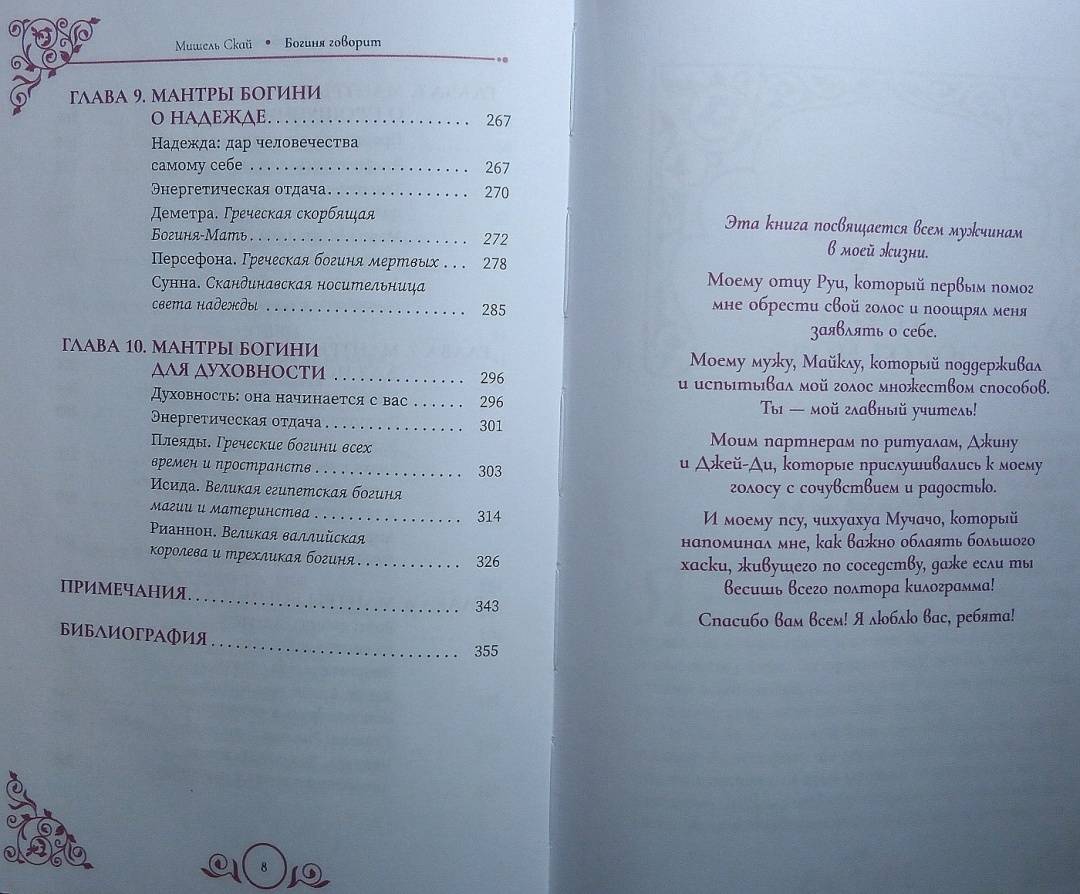 Мишель Скай • Богиня говорит
ГЛАВА 9. МАНТРЫ БОГИНИ
О НАДЕЖДЕ........................ 267
Надежда: дар человечества
самому себе ........................... 267
Энергетическая отдача................. 270
Деметра. Греческая скорбящая
Богиня-Мать........................... 272
Персефона. Греческая богиня мертвых ... 278
Сунна. Скандинавская носительница
света надежды ......................... 285
ГЛАВА 10. МАНТРЫ БОГИНИ
ДЛЯ ДУХОВНОСТИ ................ 296
Духовность: она начинается с вас ...... 296
Энергетическая отдача................. 301
Плеяды. Греческие богини всех
времен и пространств .................. 303
Исида. Великая египетская богиня
магии и материнства ................... 314
Рианнон. Великая валлийская
королева и трехликая богиня............. 326
ПРИМЕЧАНИЯ.............................. 343
БИБЛИОГРАФИЯ ........................... 355
8
Эта книга посвящается всем мужчинам
в моей жизни.
Моему отцу Руи, который первым помог
мне обрести свой голос и поощрял меня
заявлять о себе.
Моему мужу, Майклу, который поддерживал
и испытывал мой голос множеством способов.
Ты — мой главный учитель!
Моим партнерам по ритуалам, Джину
и Джей-Ди, которые прислушивались к моему
голосу с сочувствием и радостью.
И моему псу, чихуахуа Мучачо, который
напоминал мне, как важно облаять большого
хаски, живущего по соседству, даже если ты
весишь всего полтора килограмма!
Спасибо вам всем! Я люблю вас, ребята!